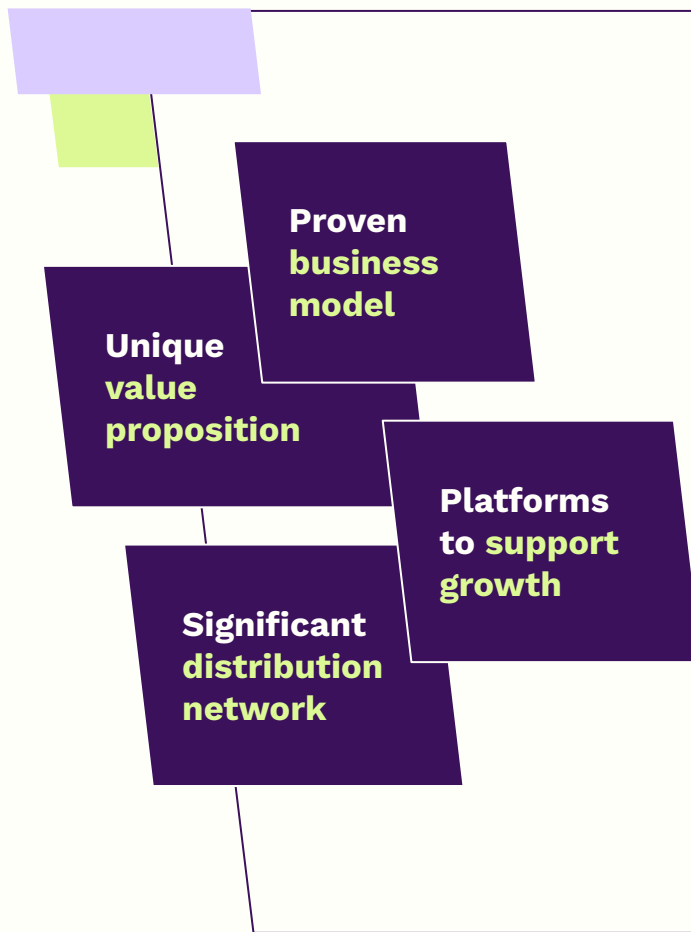 Proven
business
model
Unique
value
proposition
Platforms
to support
growth
Significant
distribution
network